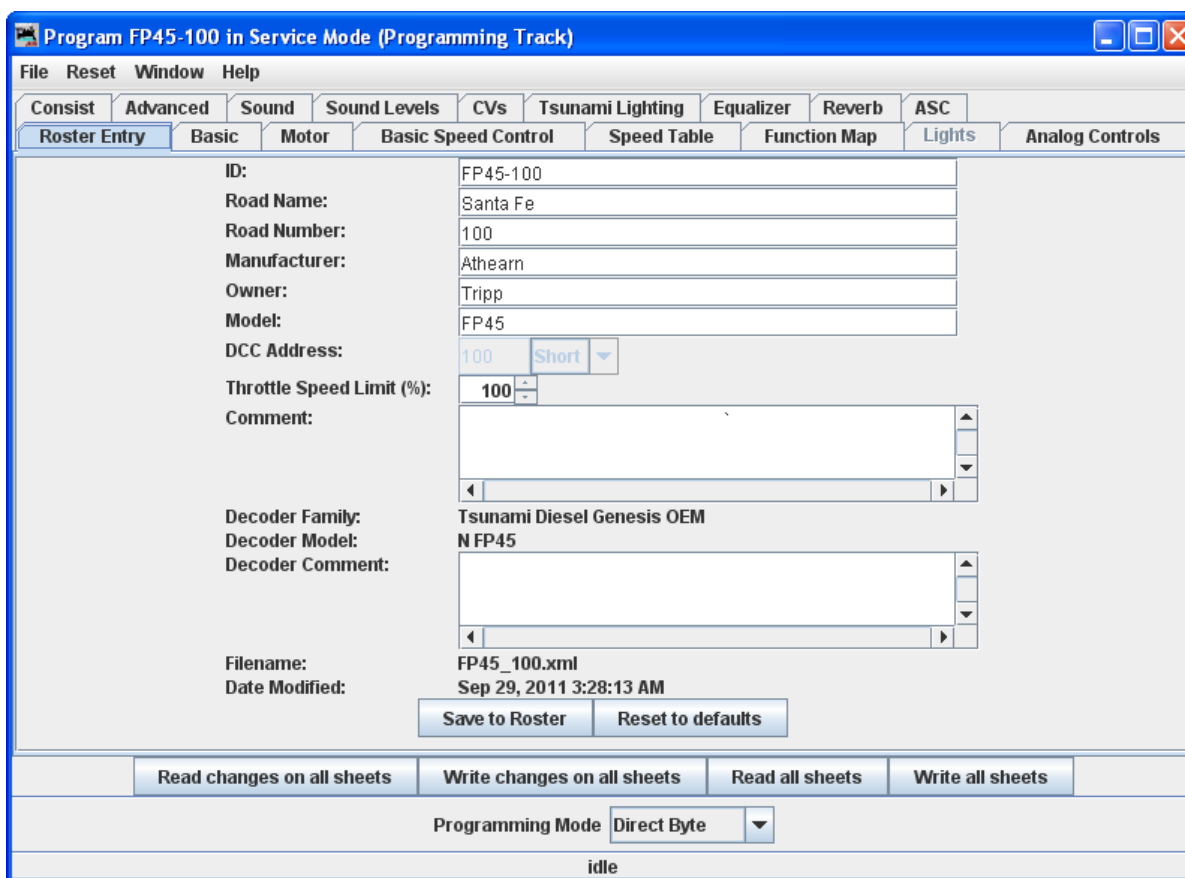 Program FP45-100 in Service Mode (Programming Track)
File Reset Window Help
Consist Advanced Sound Sound Levels CVs Tsunami Lighting Equalizer Reverb ASC
Roster Entry Basic Motor Basic Speed Control Speed Table Function Map Lights Analog Controls
ID: FP45-100
Road Name: Santa Fe
Road Number: 100
Manufacturer: Athearn
Owner: Tripp
Model: FP45
DCC Address: 100 Short
Throttle Speed Limit (%): 100
Comment: `
Decoder Family: Tsunami Diesel Genesis OEM
Decoder Model: N FP45
Decoder Comment:
Filename: FP45_100.xml
Date Modified: Sep 29, 2011 3:28:13 AM
Save to Roster Reset to defaults
Read changes on all sheets Write changes on all sheets Read all sheets Write all sheets
Programming Mode Direct Byte
idle